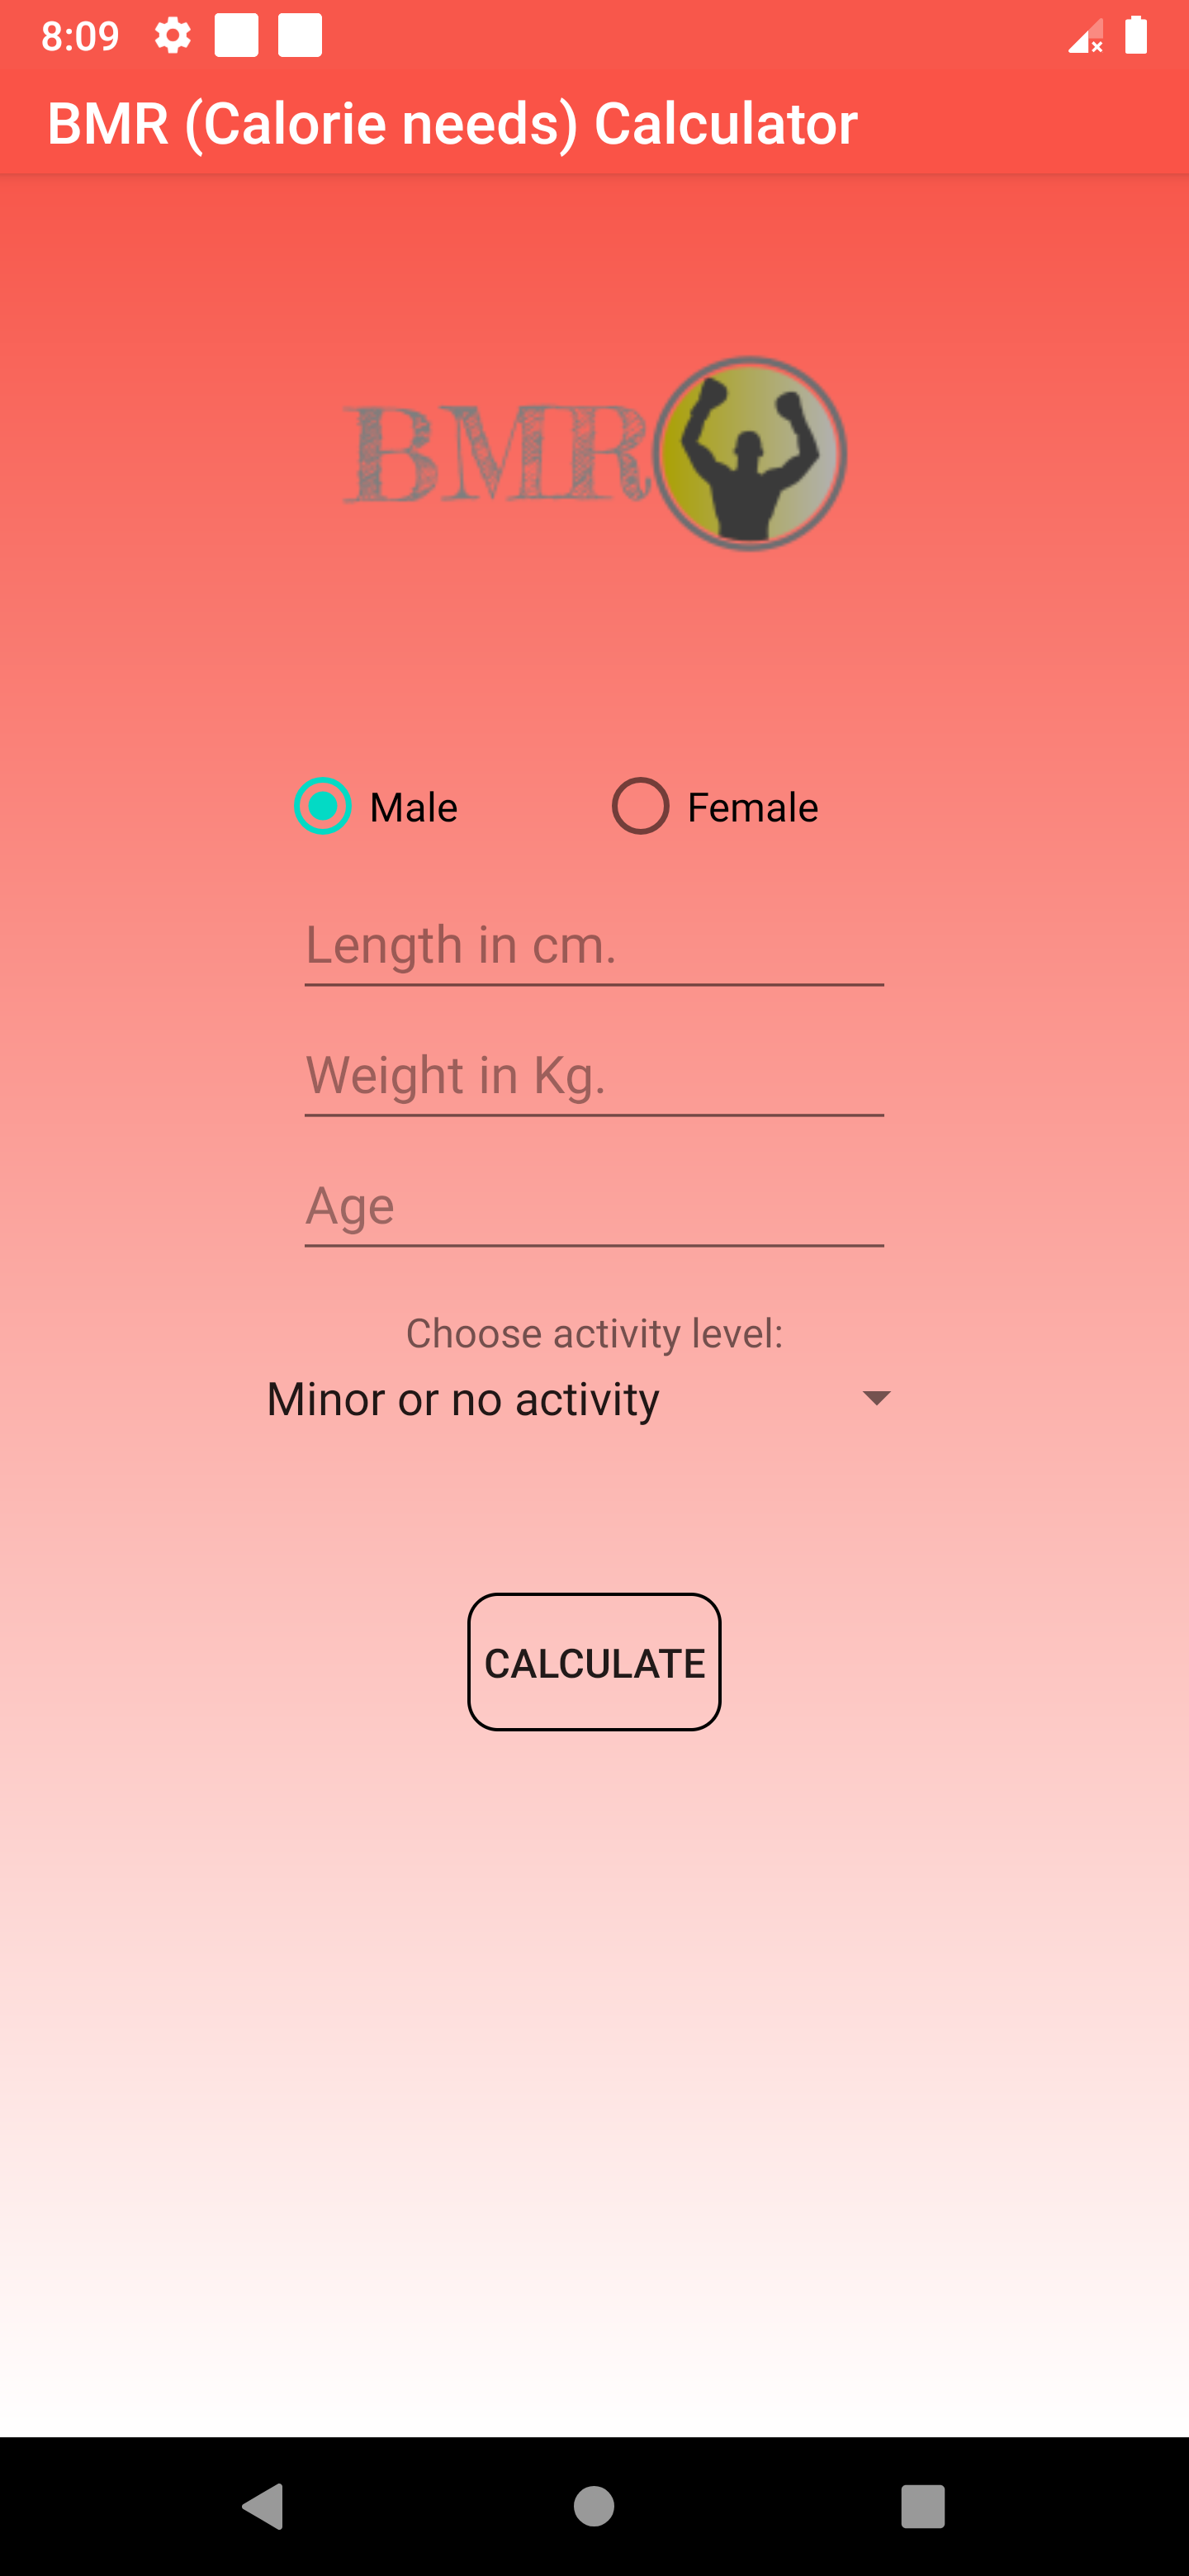 8:09
BMR (Calorie needs) Calculator
BMR
Male Female
Length in cm.
Weight in Kg.
Age
Choose activity level:
Minor or no activity
CALCULATE